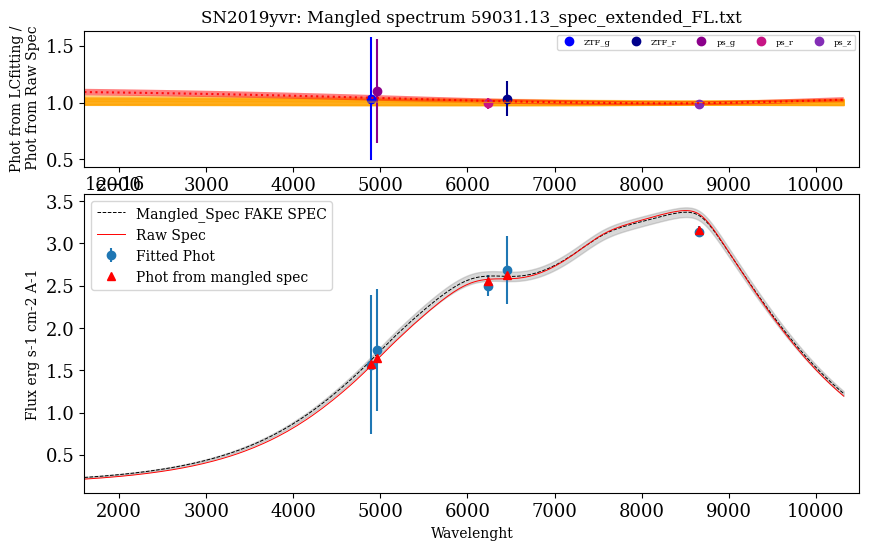 SN2019yvr: Mangled spectrum 59031.13_spec_extended_FL.txt
Phot from LCfitting /
Phot from Raw Spec
1.5
1.0
0.5
ZTF_g ZTF_r ps_g ps_r ps_z
2000 3000 4000 5000 6000 7000 8000 9000 10000
1e−16
Flux erg s-1 cm-2 A-1
3.5
3.0
2.5
2.0
1.5
1.0
0.5
Mangled_Spec FAKE SPEC
Raw Spec
Fitted Phot
Phot from mangled spec
2000 3000 4000 5000 6000 7000 8000 9000 10000
Wavelenght